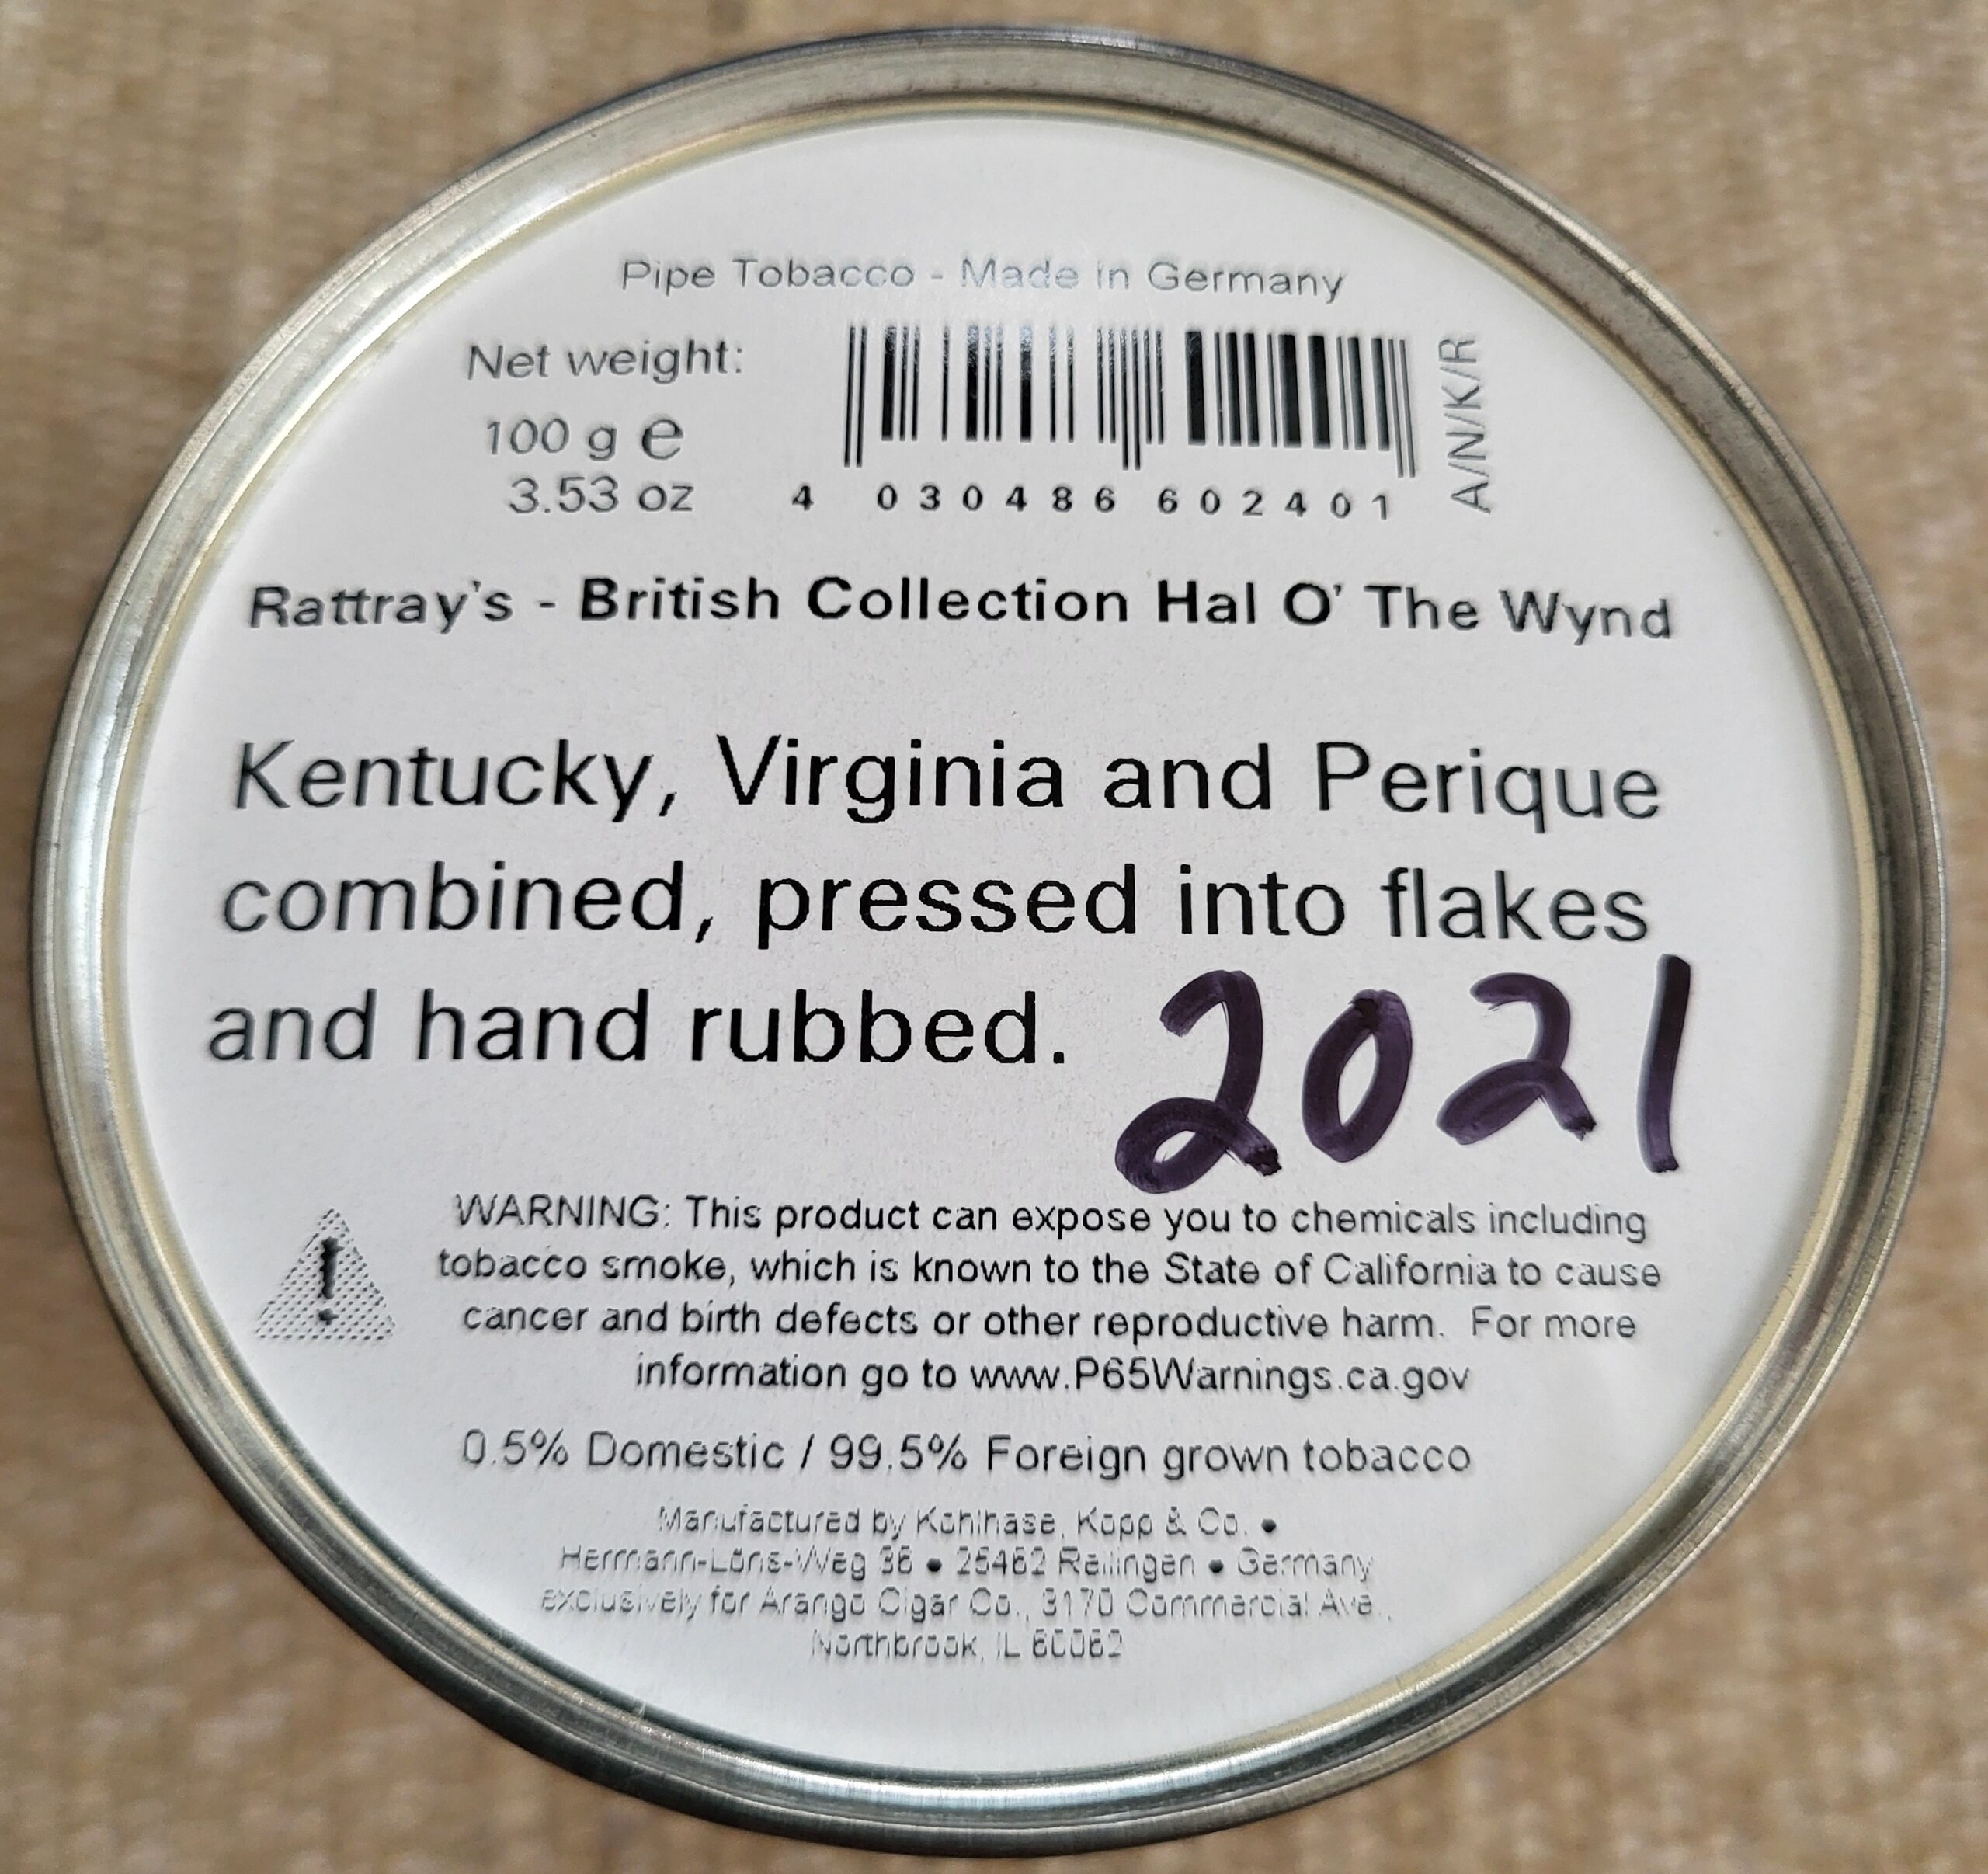 Pipe Tobacco - Made in Germany
Net weight:
100 g e
3.53 oz
4 030486 602401
A/N/K/R
Rattray's - British Collection Hal O' The Wynd
Kentucky, Virginia and Perique
combined, pressed into flakes
and hand rubbed.
2021
!
WARNING: This product can expose you to chemicals including
tobacco smoke, which is known to the State of California to cause
cancer and birth defects or other reproductive harm. For more
information go to www.P65Warnings.ca.gov
0.5% Domestic / 99.5% Foreign grown tobacco
Manufactured by Kohlhase, Kopp & Co. •
Hermann-Löns-Weg 36 • 25462 Rellingen • Germany
exclusively for Arango Cigar Co., 3170 Commercial Ave.,
Northbrook, IL 60062